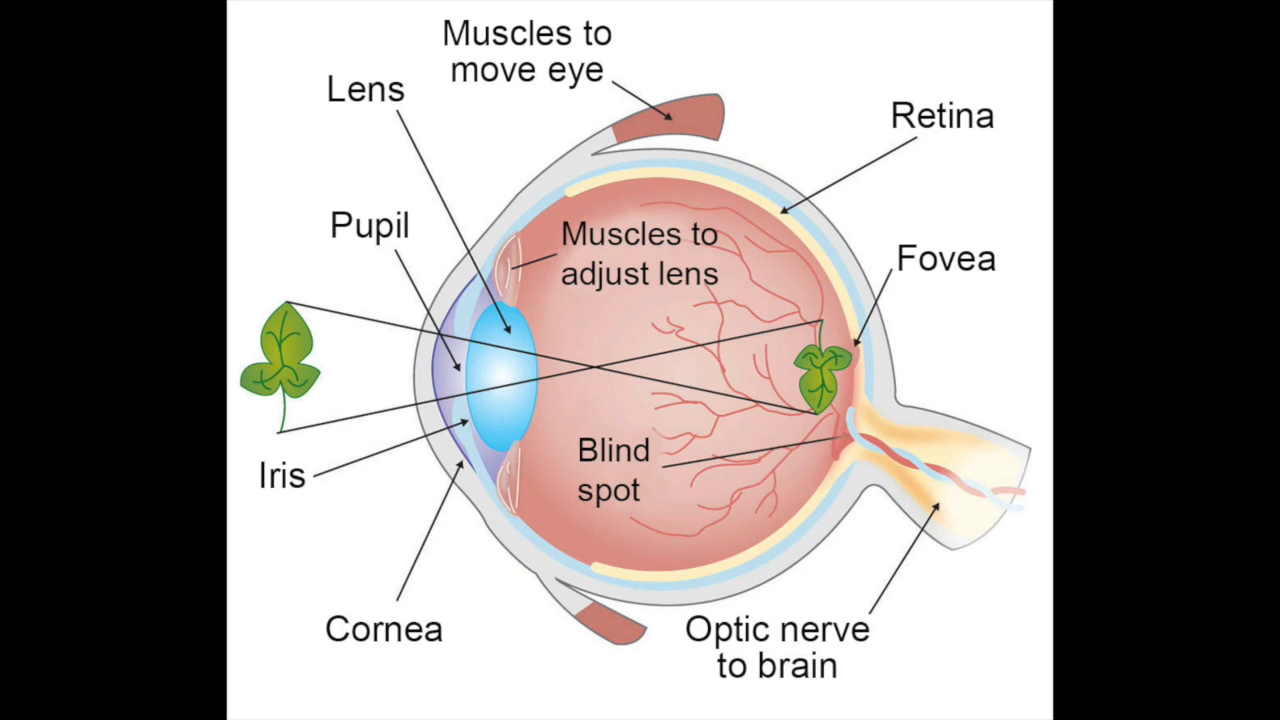 Muscles to
move eye
Lens
Retina
Pupil
Muscles to
adjust lens
Fovea
Blind
spot
Iris
Cornea
Optic nerve
to brain